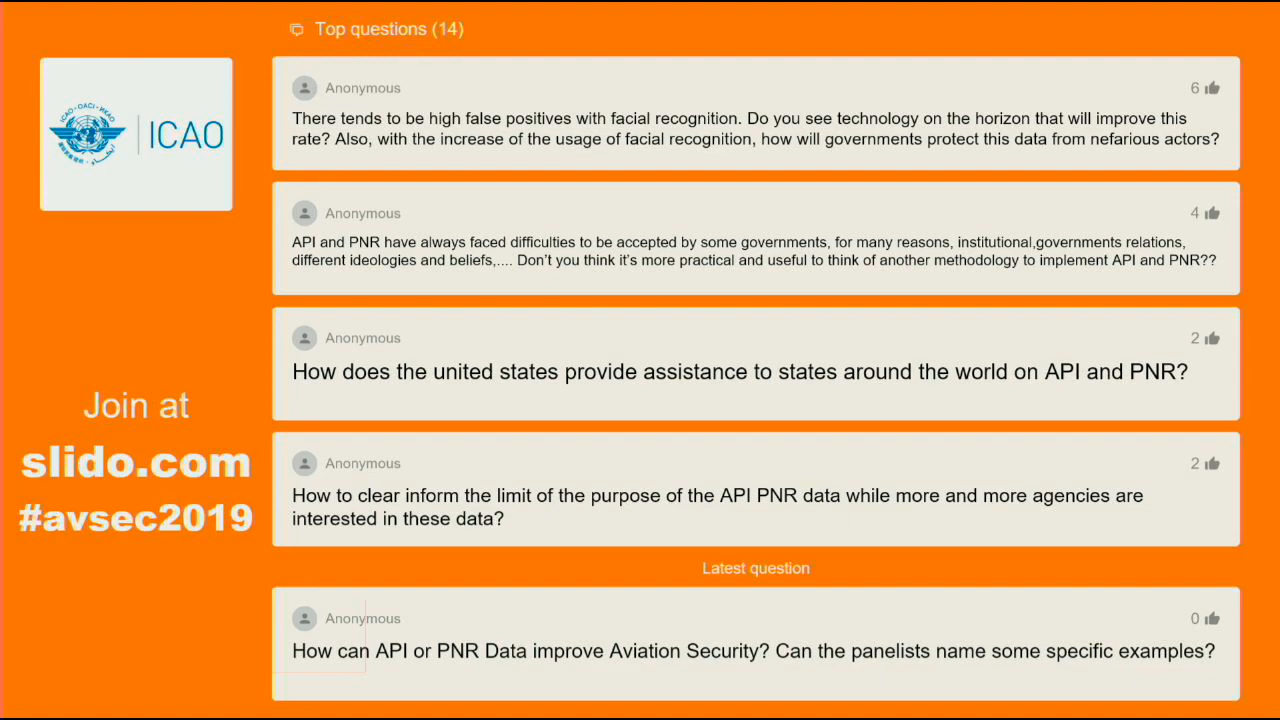 Top questions (14)
ICAO · OACI · ИКАО
ICAO
Join at
slido.com
#avsec2019
Anonymous
6
There tends to be high false positives with facial recognition. Do you see technology on the horizon that will improve this
rate? Also, with the increase of the usage of facial recognition, how will governments protect this data from nefarious actors?
Anonymous
4
API and PNR have always faced difficulties to be accepted by some governments, for many reasons, institutional,governments relations,
different ideologies and beliefs,.... Don't you think it's more practical and useful to think of another methodology to implement API and PNR??
Anonymous
2
How does the united states provide assistance to states around the world on API and PNR?
Anonymous
2
How to clear inform the limit of the purpose of the API PNR data while more and more agencies are
interested in these data?
Latest question
Anonymous
0
How can API or PNR Data improve Aviation Security? Can the panelists name some specific examples?